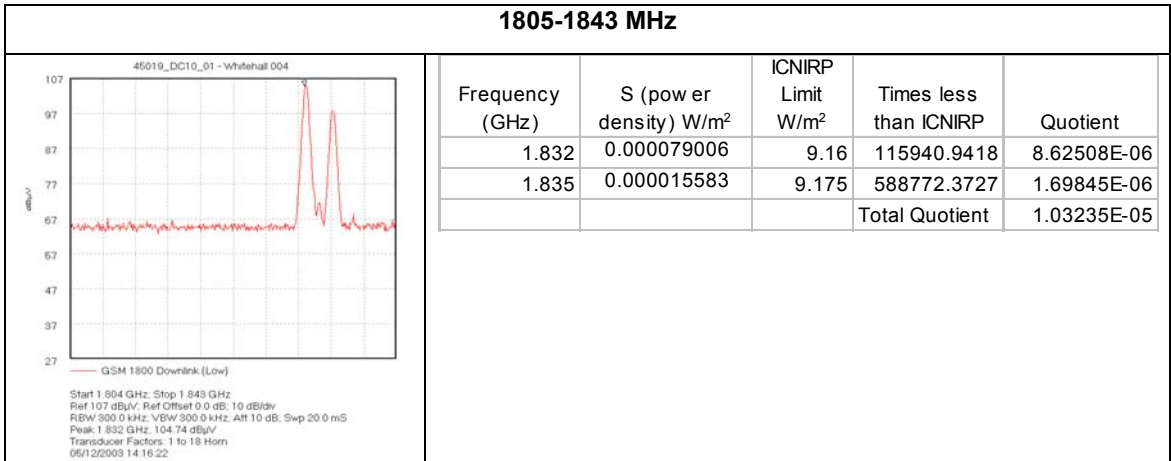 1805-1843 MHz
45019_DC10_01 - Whitehall 004
107
97
87
77
67
57
47
37
27
dBµV
GSM 1800 Downlink (Low)
Start 1.804 GHz; Stop 1.843 GHz
Ref 107 dBµV; Ref Offset 0.0 dB; 10 dB/div
RBW 300.0 kHz; VBW 300.0 kHz; Att 10 dB; Swp 20.0 mS
Peak 1.832 GHz, 104.74 dBµV
Transducer Factors: 1 to 18 Horn
05/12/2003 14:16:22
Frequency (GHz) S (pow er density) W/m² ICNIRP Limit W/m² Times less than ICNIRP Quotient
1.832 0.000079006 9.16 115940.9418 8.62508E-06
1.835 0.000015583 9.175 588772.3727 1.69845E-06
Total Quotient 1.03235E-05